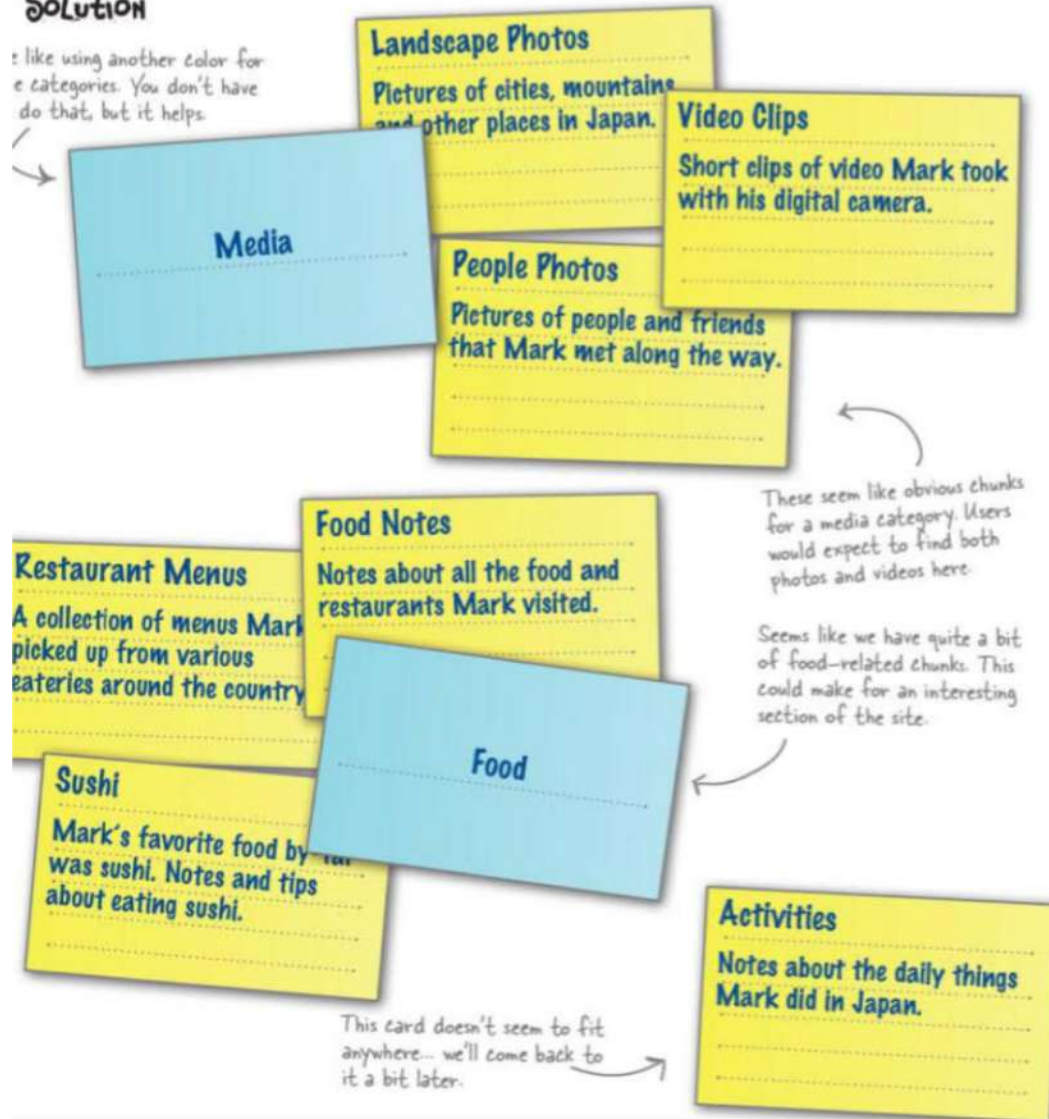 SOLUTION
e like using another color for
e categories. You don't have
do that, but it helps.
Landscape Photos
Pictures of cities, mountains
and other places in Japan.
Video Clips
Short clips of video Mark took
with his digital camera.
Media
People Photos
Pictures of people and friends
that Mark met along the way.
These seem like obvious chunks
for a media category. Users
would expect to find both
photos and videos here.
Food Notes
Notes about all the food and
restaurants Mark visited.
Restaurant Menus
A collection of menus Mark
picked up from various
eateries around the country
Seems like we have quite a bit
of food-related chunks. This
could make for an interesting
section of the site.
Food
Sushi
Mark's favorite food by far
was sushi. Notes and tips
about eating sushi.
Activities
Notes about the daily things
Mark did in Japan.
This card doesn't seem to fit
anywhere... we'll come back to
it a bit later.